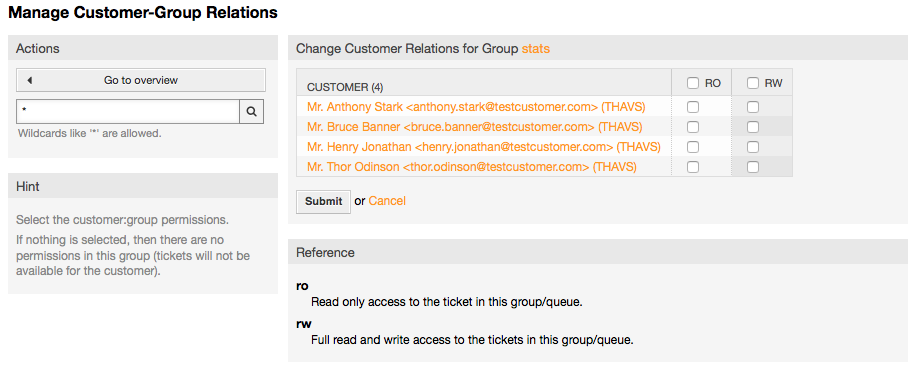 Manage Customer-Group Relations
Actions
Go to overview
*
Wildcards like '*' are allowed.
Hint
Select the customer:group permissions.
If nothing is selected, then there are no
permissions in this group (tickets will not be
available for the customer).
Change Customer Relations for Group stats
CUSTOMER (4) RO RW
Mr. Anthony Stark <anthony.stark@testcustomer.com> (THAVS)
Mr. Bruce Banner <bruce.banner@testcustomer.com> (THAVS)
Mr. Henry Jonathan <henry.jonathan@testcustomer.com> (THAVS)
Mr. Thor Odinson <thor.odinson@testcustomer.com> (THAVS)
Submit or Cancel
Reference
ro
Read only access to the ticket in this group/queue.
rw
Full read and write access to the tickets in this group/queue.